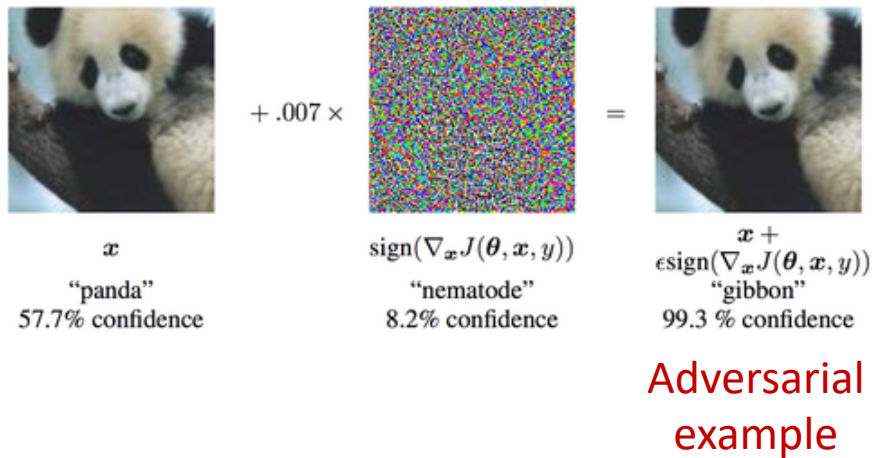 + .007 ×
=
x
sign(∇ₓJ(θ, x, y))
x +
ϵsign(∇ₓJ(θ, x, y))
“panda”
“nematode”
“gibbon”
57.7% confidence
8.2% confidence
99.3 % confidence
Adversarial
example